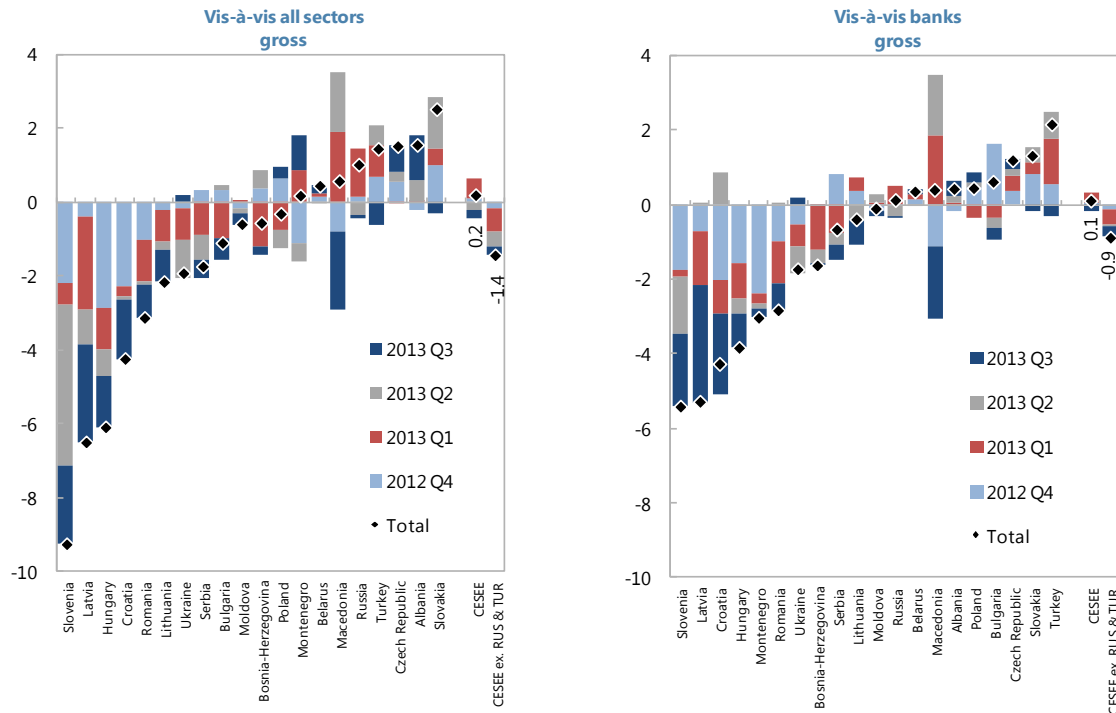 Vis-à-vis all sectors
gross
4
2
0
-2
-4
-6
-8
-10
0.2
-1.4
2013 Q3
2013 Q2
2013 Q1
2012 Q4
Total
Slovenia
Latvia
Hungary
Croatia
Romania
Lithuania
Ukraine
Serbia
Bulgaria
Moldova
Bosnia-Herzegovina
Poland
Montenegro
Belarus
Macedonia
Russia
Turkey
Czech Republic
Albania
Slovakia
CESEE
CESEE ex. RUS & TUR
Vis-à-vis banks
gross
4
2
0
-2
-4
-6
-8
-10
0.1
-0.9
2013 Q3
2013 Q2
2013 Q1
2012 Q4
Total
Slovenia
Latvia
Croatia
Hungary
Montenegro
Romania
Ukraine
Bosnia-Herzegovina
Serbia
Lithuania
Moldova
Russia
Belarus
Macedonia
Albania
Poland
Bulgaria
Czech Republic
Slovakia
Turkey
CESEE
CESEE ex. RUS & TUR